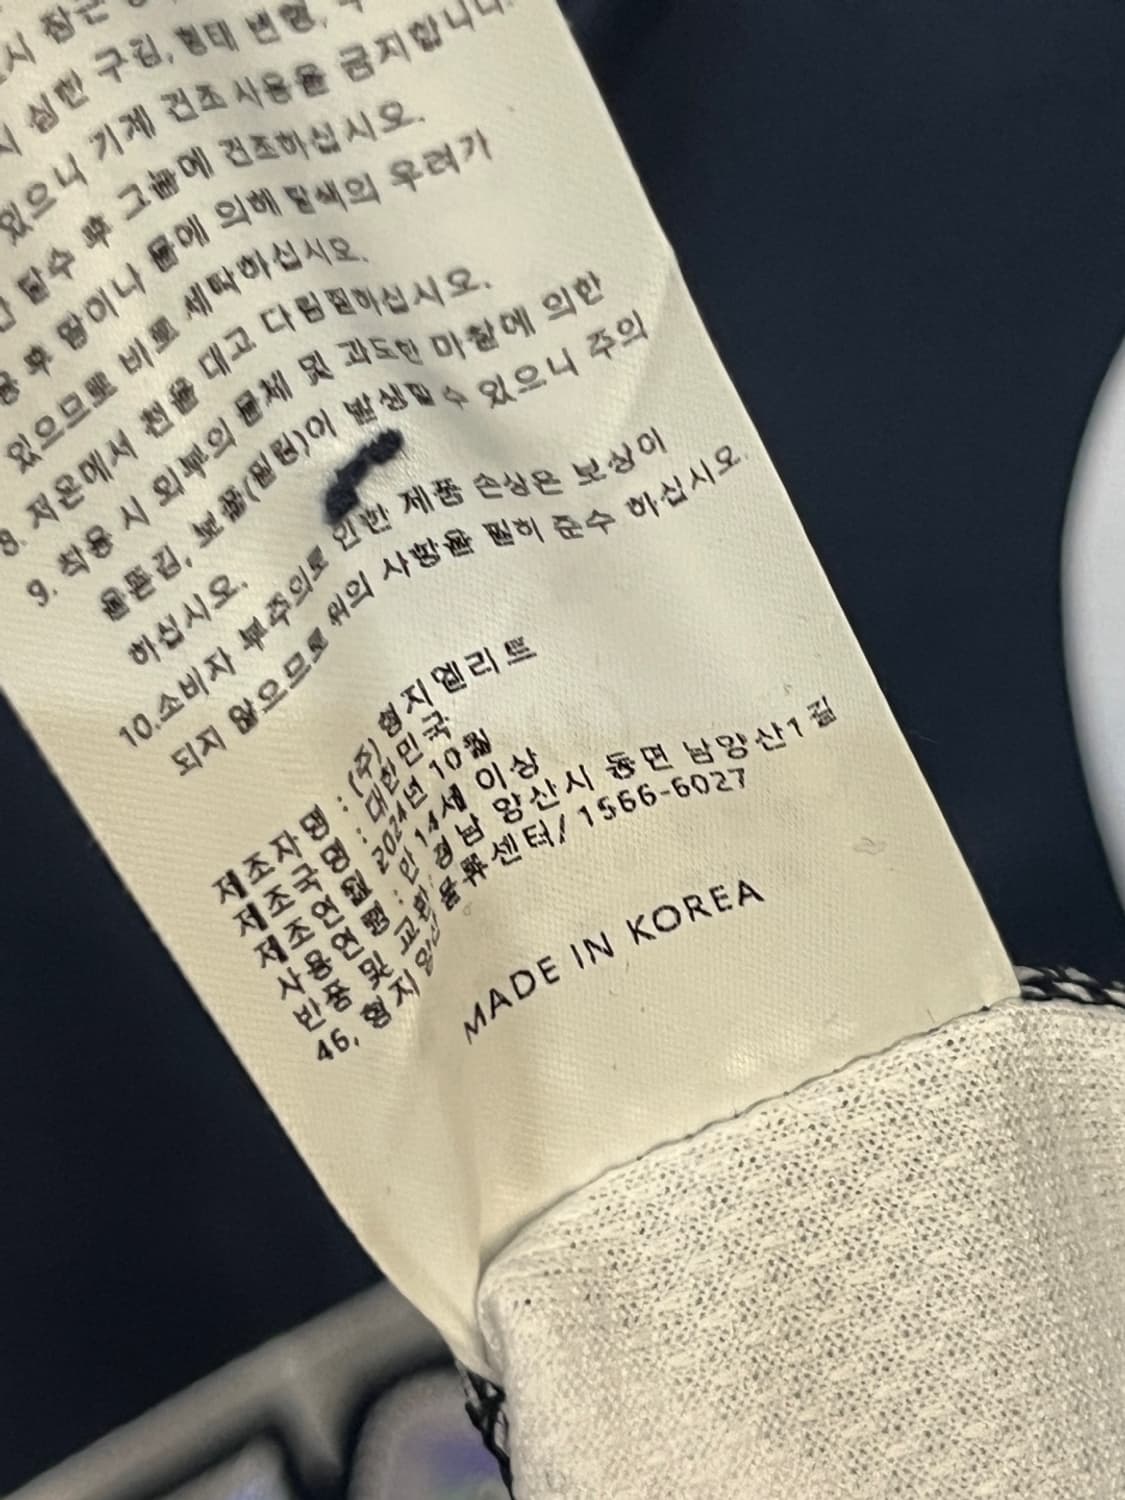 시 심한 구김, 형태 변형,
있으니 기계 건조 사용을 금지합니다.
탈수 후 그늘에 건조하십시오.
후 땀이나 물에 의해 탈색의 우려가
있으므로 바로 세탁하십시오.
8. 저온에서 천을 대고 다림질하십시오.
9. 착용 시 외부의 물체 및 과도한 마찰에 의한
올뜯김, 보풀(필링)이 발생할 수 있으니 주의
하십시오.
10.소비자 부주의로 인한 제품 손상은 보상이
되지 않으므로 위의 사항을 필히 준수 하십시오.
제조자명 : (주)형지엘리트
제조국명 : 대한민국
제조연월 2024년 10월
사용연령 : 만 14세 이상
반품 및 교환: 경남 양산시 동면 남양산1길
46, 형지 양산 물류센터/ 1566-6027
MADE IN KOREA